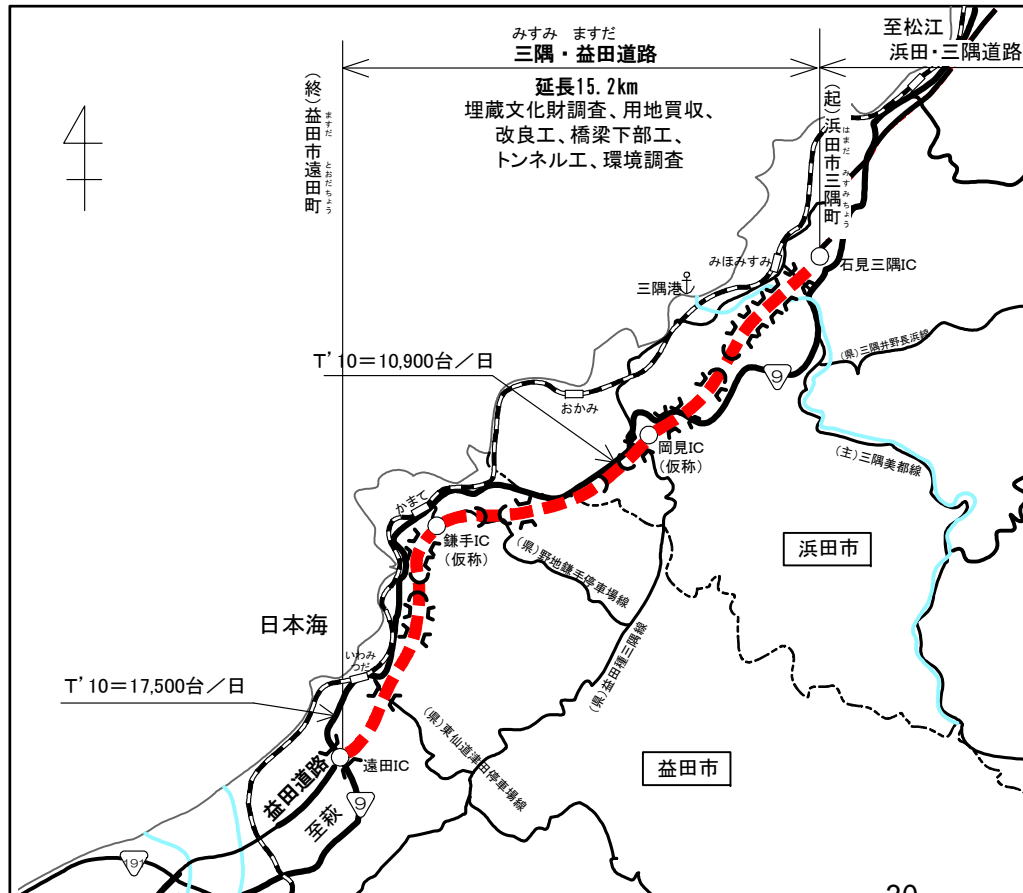 みすみ ますだ
三隅・益田道路
至松江
浜田・三隅道路
延長15.2km
埋蔵文化財調査、用地買収、
改良工、橋梁下部工、
トンネル工、環境調査
(終)益田市遠田町
ますだ とおだちょう
(起)浜田市三隅町
はまだ みすみちょう
石見三隅IC
みほみすみ
三隅港
(県)三隅井野長浜線
T'10=10,900台/日
9
おかみ
岡見IC
(仮称)
(主)三隅美都線
かまて
鎌手IC
(仮称)
(県)野地鎌手停車場線
浜田市
日本海
いわみ
つだ
(県)益田種三隅線
T'10=17,500台/日
(県)東仙道津田停車場線
益田市
遠田IC
益田道路
9
至萩
191